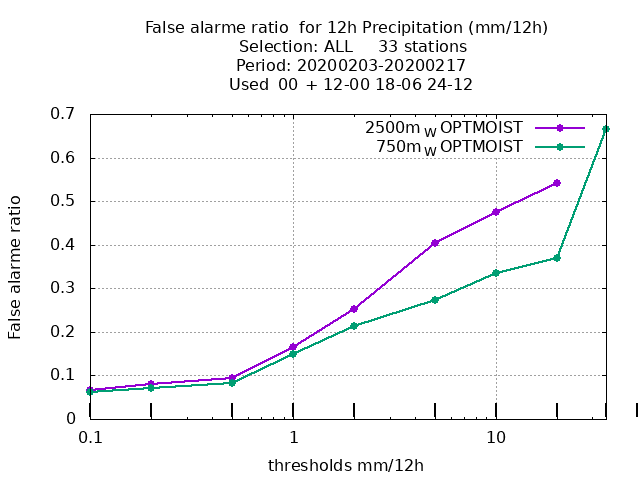 False alarme ratio  for 12h Precipitation (mm/12h)
Selection: ALL     33 stations
Period: 20200203-20200217
Used  00 + 12-00 18-06 24-12
2500m W OPTMOIST
750m W OPTMOIST
0.7
0.6
0.5
0.4
0.3
0.2
0.1
0
False alarme ratio
0.1 1 10
thresholds mm/12h